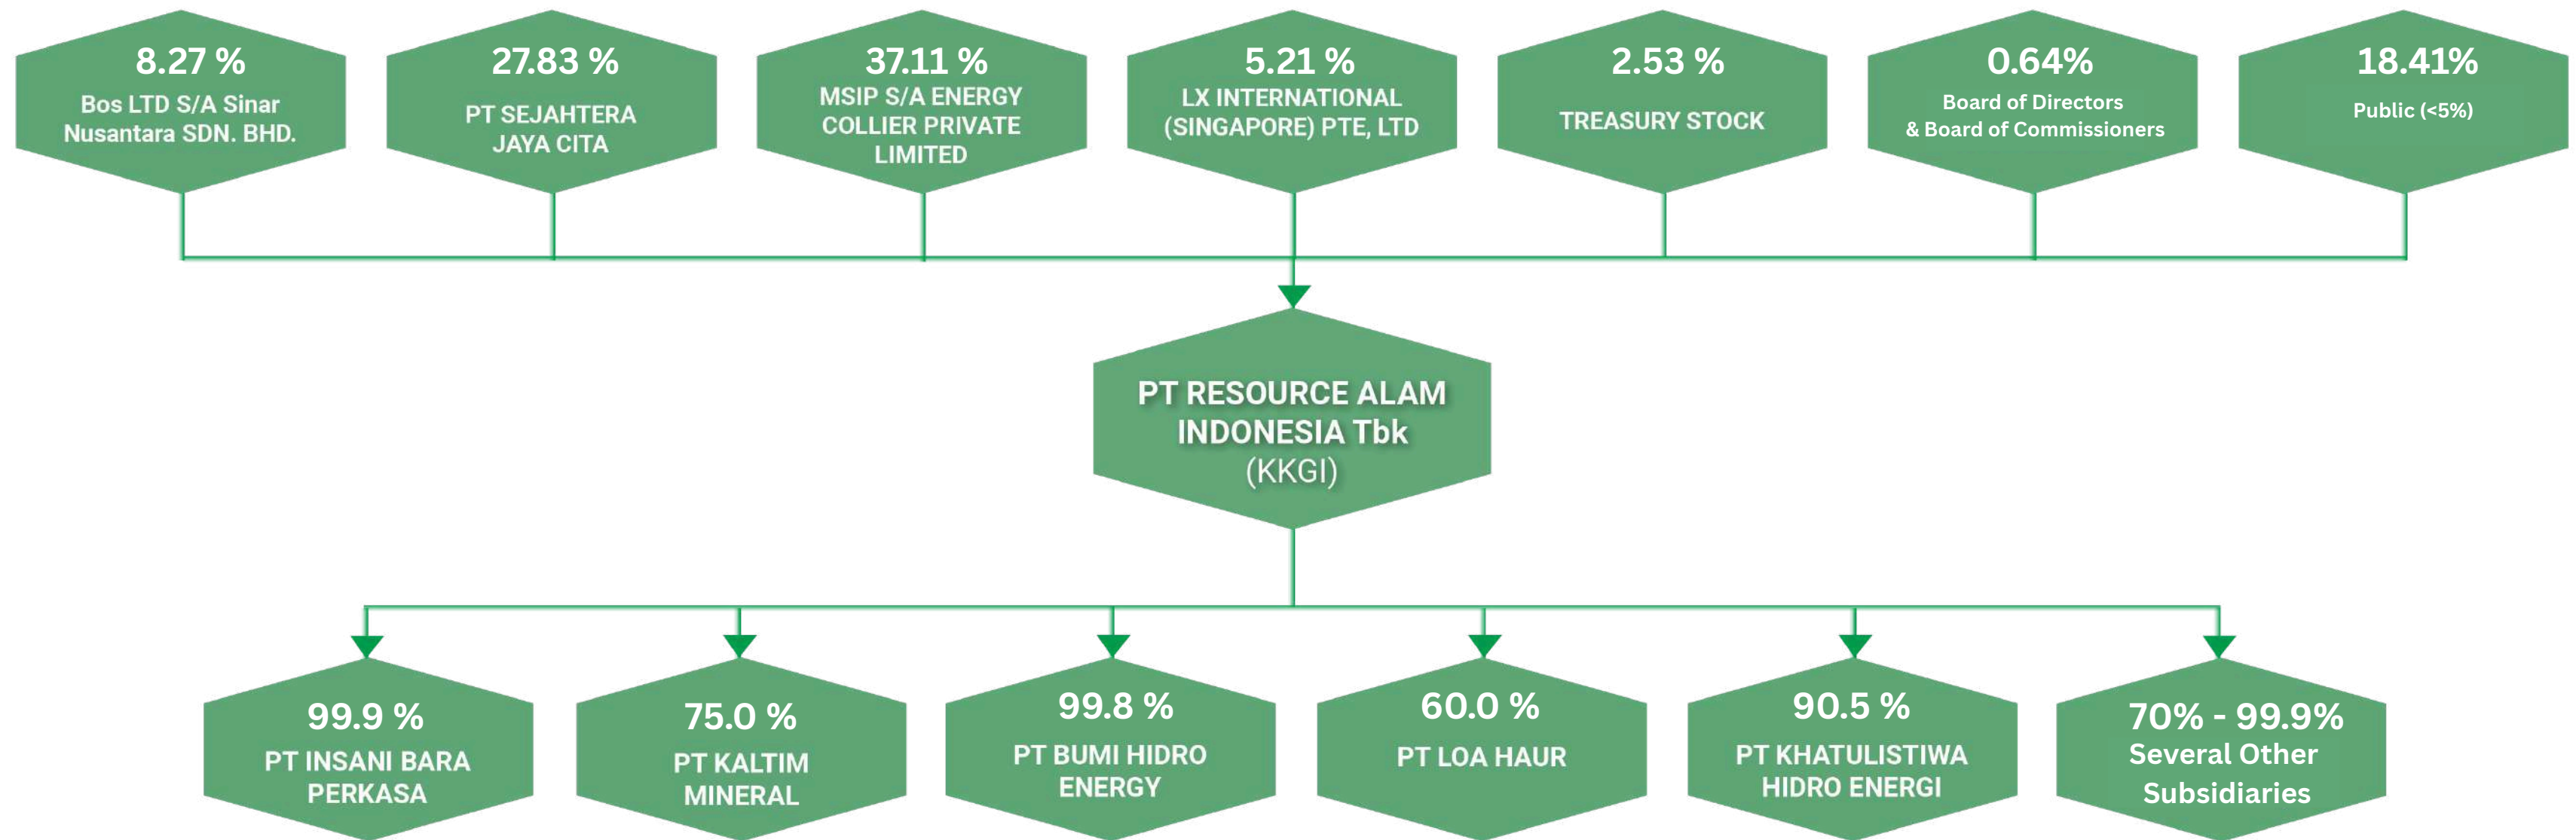 8.27 %
Bos LTD S/A Sinar
Nusantara SDN. BHD.
27.83 %
PT SEJAHTERA
JAYA CITA
37.11 %
MSIP S/A ENERGY
COLLIER PRIVATE
LIMITED
5.21 %
LX INTERNATIONAL
(SINGAPORE) PTE, LTD
2.53 %
TREASURY STOCK
0.64%
Board of Directors
& Board of Commissioners
18.41%
Public (<5%)
PT RESOURCE ALAM
INDONESIA Tbk
(KKGI)
99.9 %
PT INSANI BARA
PERKASA
75.0 %
PT KALTIM
MINERAL
99.8 %
PT BUMI HIDRO
ENERGY
60.0 %
PT LOA HAUR
90.5 %
PT KHATULISTIWA
HIDRO ENERGI
70% - 99.9%
Several Other
Subsidiaries